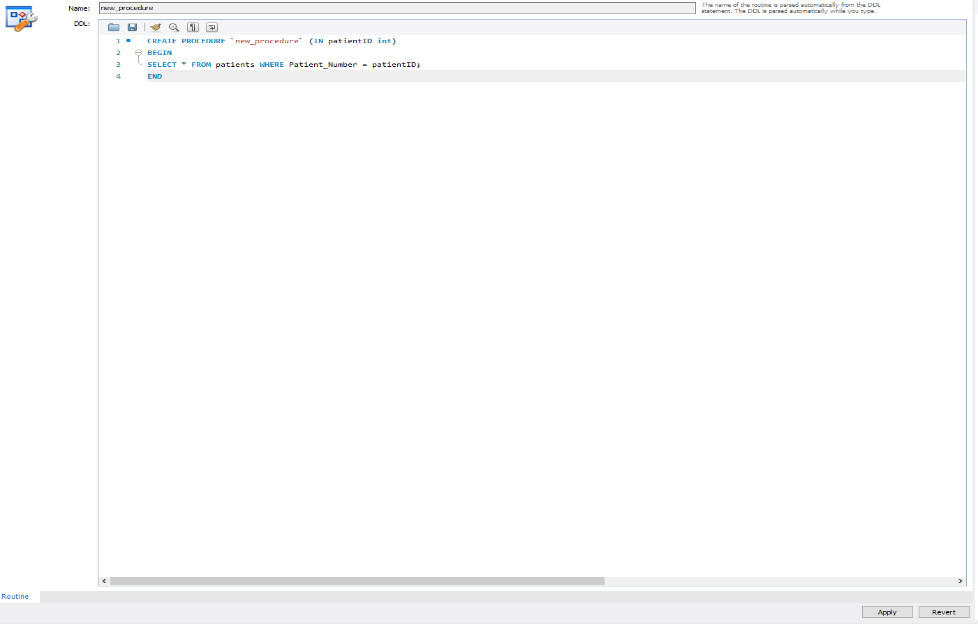 Name: new_procedure
The name of the routine is parsed automatically from the DDL
statement. The DDL is parsed automatically while you type.
DDL:
1 CREATE PROCEDURE `new_procedure` (IN patientID int)
2 BEGIN
3 SELECT * FROM patients WHERE Patient_Number = patientID;
4 END
Routine
Apply Revert